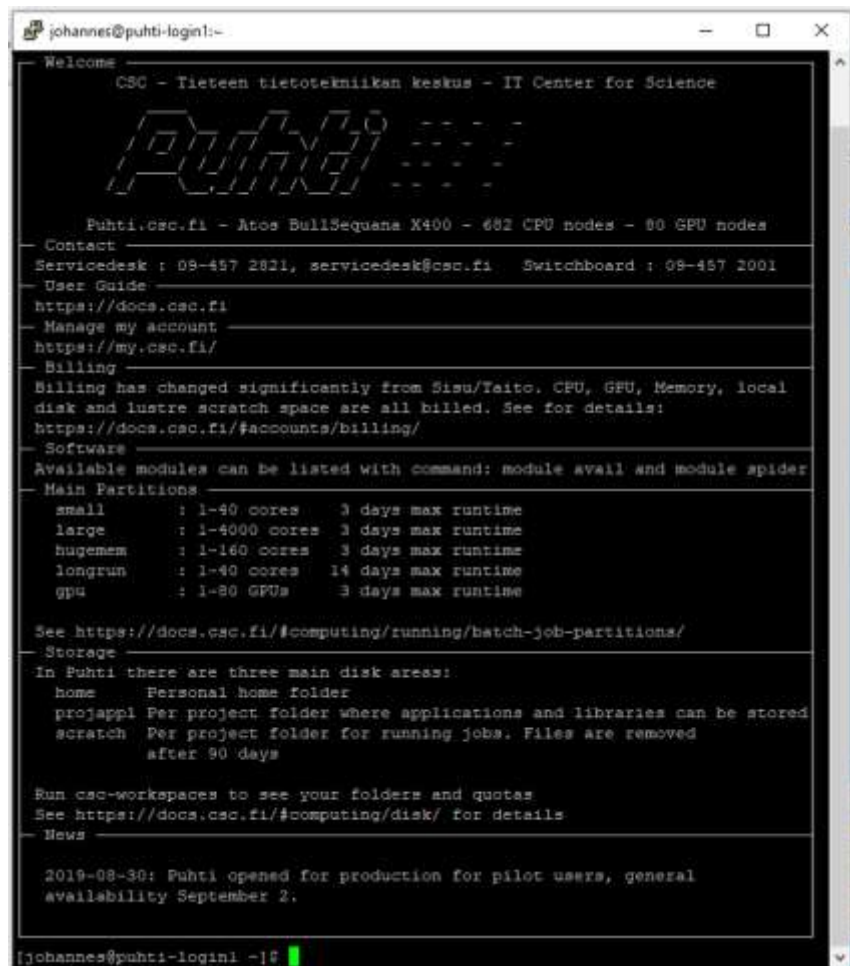 johannes@puhti-login1:~
Welcome
CSC - Tieteen tietotekniikan keskus - IT Center for Science
Puhti
Puhti.csc.fi - Atos BullSequana X400 - 682 CPU nodes - 80 GPU nodes
Contact
Servicedesk : 09-457 2821, servicedesk@csc.fi   Switchboard : 09-457 2001
User Guide
https://docs.csc.fi
Manage my account
https://my.csc.fi/
Billing
Billing has changed significantly from Sisu/Taito. CPU, GPU, Memory, local
disk and lustre scratch space are all billed. See for details:
https://docs.csc.fi/#accounts/billing/
Software
Available modules can be listed with command: module avail and module spider
Main Partitions
small : 1-40 cores 3 days max runtime
large : 1-4000 cores 3 days max runtime
hugemem : 1-160 cores 3 days max runtime
longrun : 1-40 cores 14 days max runtime
gpu : 1-80 GPUs 3 days max runtime
See https://docs.csc.fi/#computing/running/batch-job-partitions/
Storage
In Puhti there are three main disk areas:
home Personal home folder
projappl Per project folder where applications and libraries can be stored
scratch Per project folder for running jobs. Files are removed
after 90 days
Run csc-workspaces to see your folders and quotas
See https://docs.csc.fi/#computing/disk/ for details
News
2019-08-30: Puhti opened for production for pilot users, general
availability September 2.
[johannes@puhti-login1 ~]$